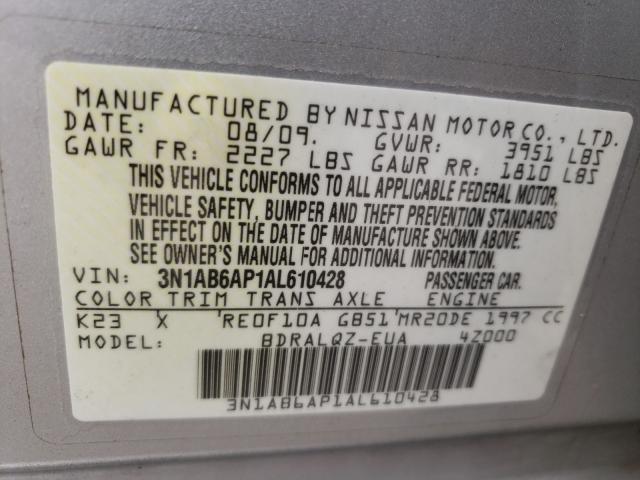 MANUFACTURED BY NISSAN MOTOR CO., LTD.
DATE: 08/09. GVWR: 3951 LBS
GAWR FR: 2227 LBS GAWR RR: 1810 LBS
THIS VEHICLE CONFORMS TO ALL APPLICABLE FEDERAL MOTOR,
VEHICLE SAFETY, BUMPER AND THEFT PREVENTION STANDARDS
IN EFFECT ON THE DATE OF MANUFACTURE SHOWN ABOVE.
SEE OWNER'S MANUAL FOR ADDITIONAL INFORMATION.
VIN: 3N1AB6AP1AL610428 PASSENGER CAR.
COLOR TRIM TRANS AXLE ENGINE
K23 X 'RE0F10A GB51 'MR20DE 1997 CC
MODEL: BDRALQZ-EUA 4Z000
3N1AB6AP1AL610428